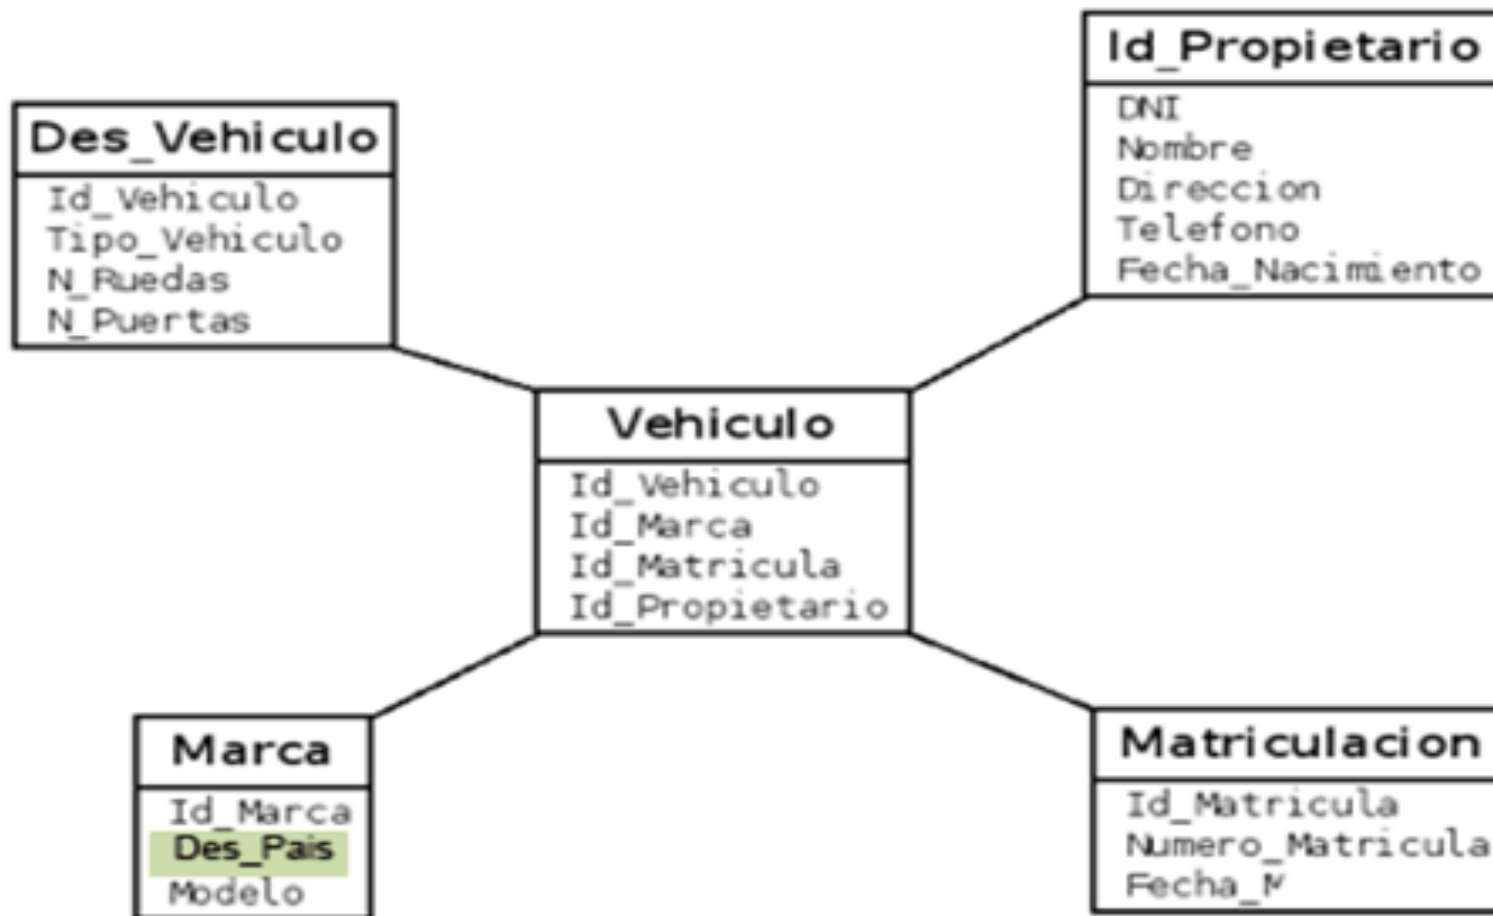 Des_Vehiculo
Id_Vehiculo
Tipo_Vehiculo
N_Ruedas
N_Puertas
Id_Propietario
DNI
Nombre
Direccion
Telefono
Fecha_Nacimiento
Vehiculo
Id_Vehiculo
Id_Marca
Id_Matricula
Id_Propietario
Marca
Id_Marca
Des_Pais
Modelo
Matriculacion
Id_Matricula
Numero_Matricula
Fecha_M